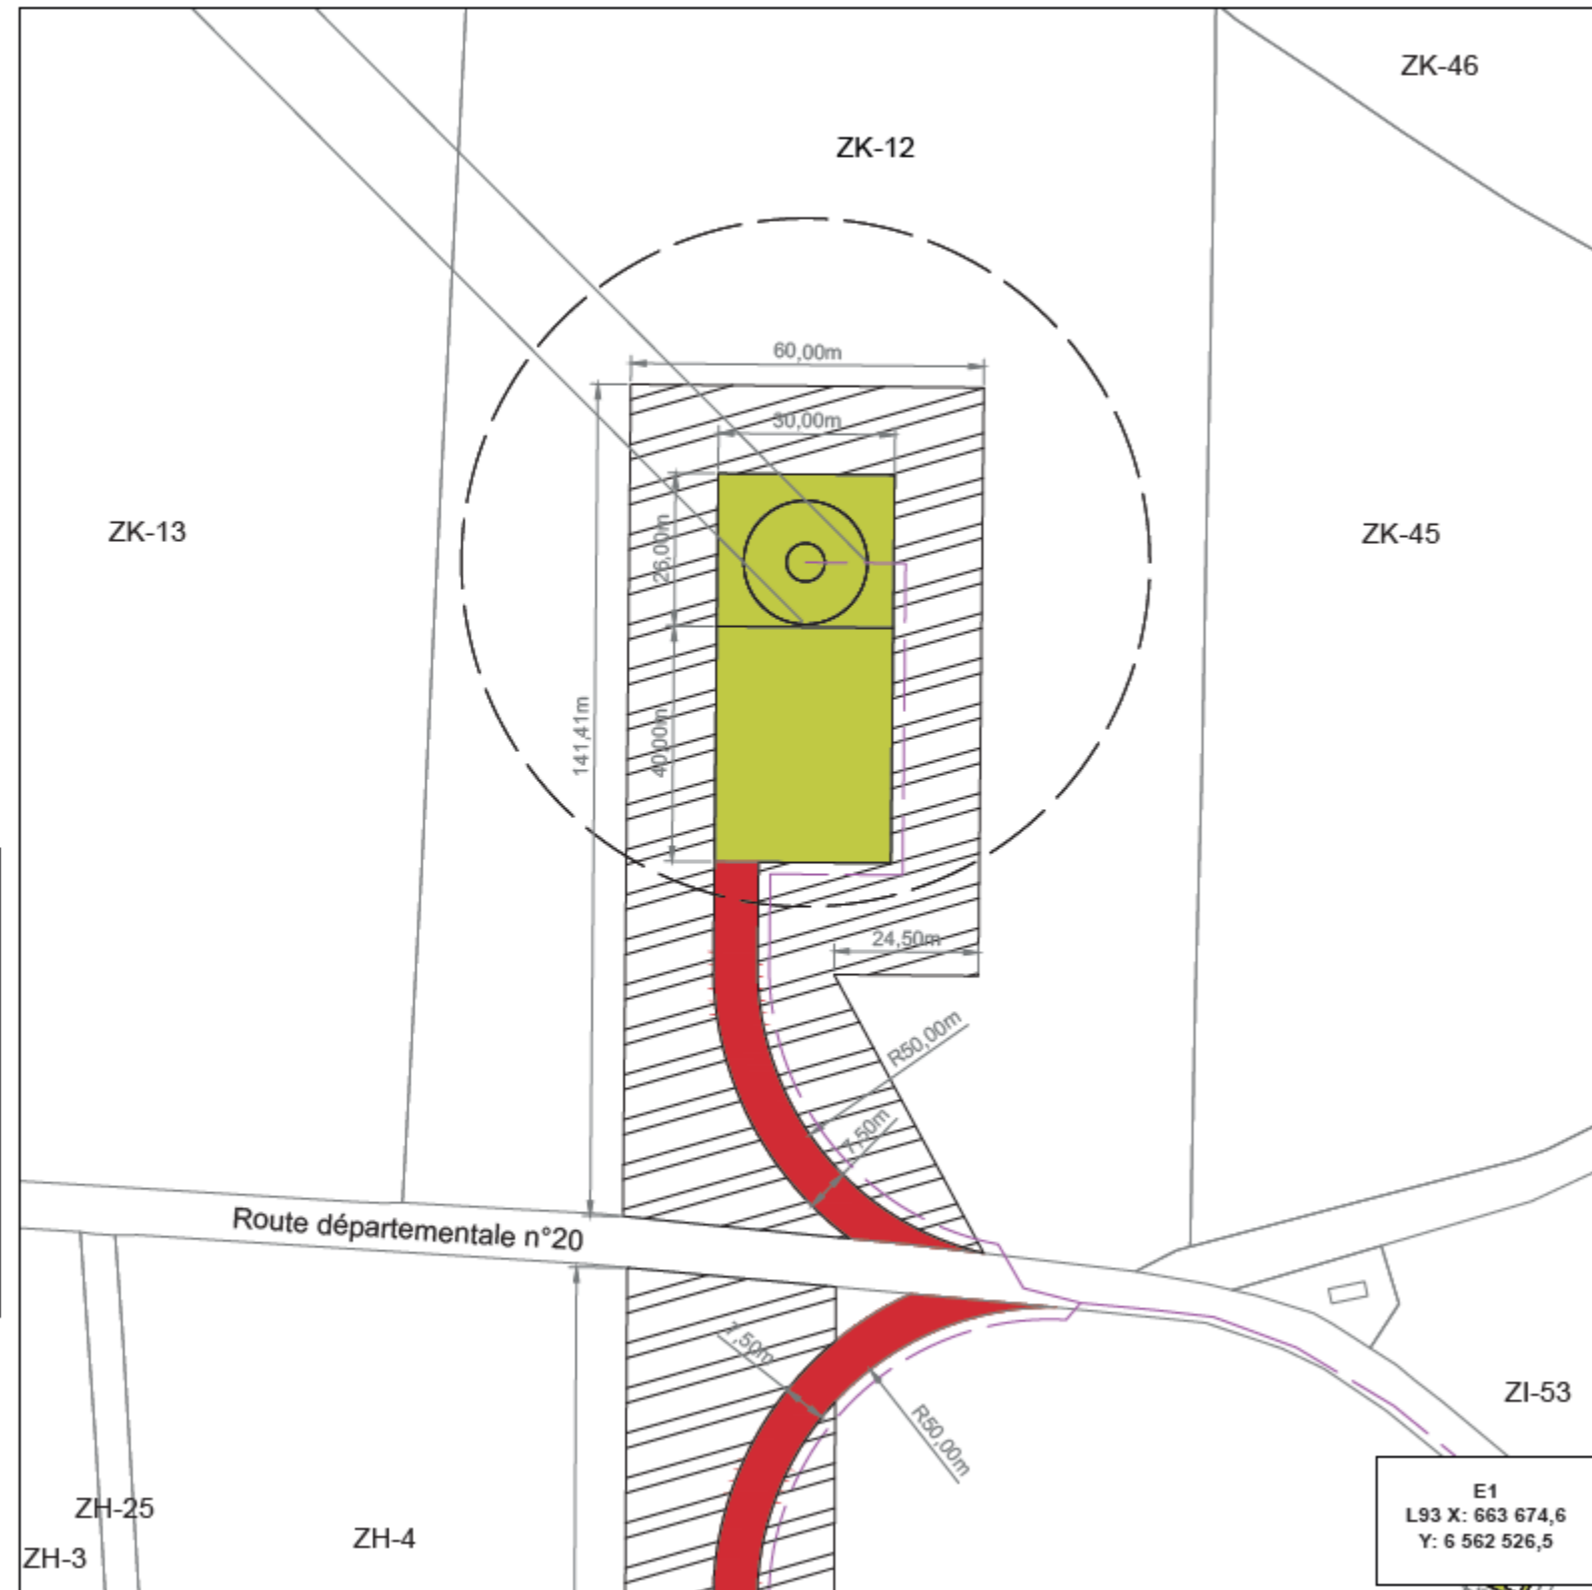 ZK-46
ZK-12
60,00m
30,00m
ZK-13
26,00m
ZK-45
141,41m
40,00m
24,50m
R50,00m
7,50m
Route départementale n°20
7,50m
R50,00m
ZI-53
ZH-25
ZH-4
ZH-3
E1
L93 X: 663 674,6
Y: 6 562 526,5